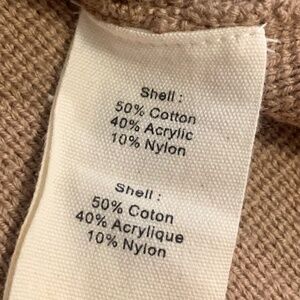 Shell :
50% Cotton
40% Acrylic
10% Nylon
Shell :
50% Coton
40% Acrylique
10% Nylon